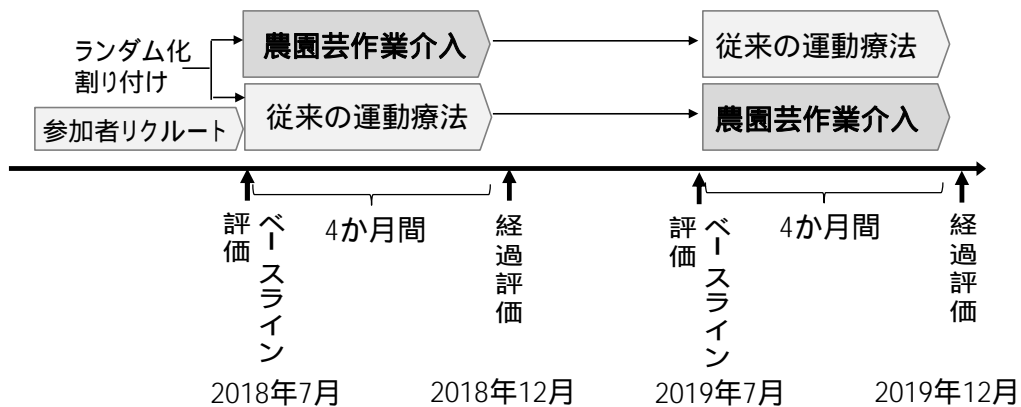 ランダム化
割り付け
農園芸作業介入
従来の運動療法
参加者リクルート
従来の運動療法
農園芸作業介入
ベースライン
評価
4か月間
経過評価
ベースライン
評価
4か月間
経過評価
2018年7月
2018年12月
2019年7月
2019年12月